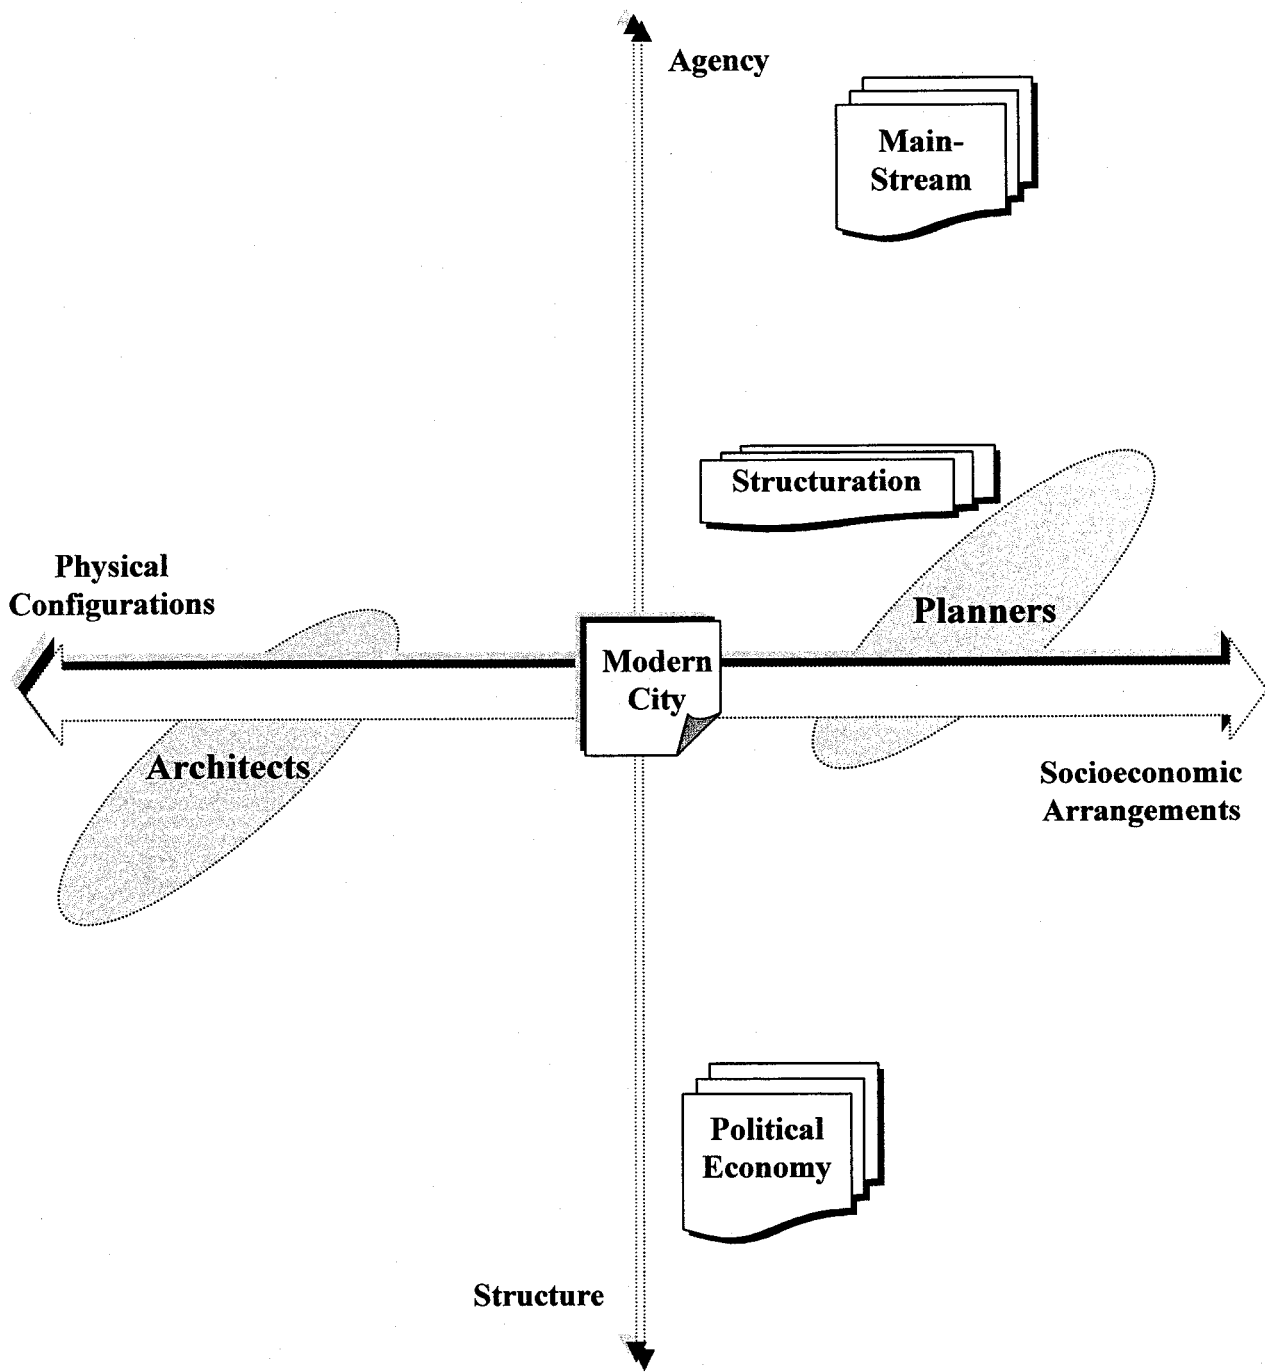 Agency
Main-
Stream
Structuration
Physical
Configurations
Planners
Modern
City
Architects
Socioeconomic
Arrangements
Political
Economy
Structure